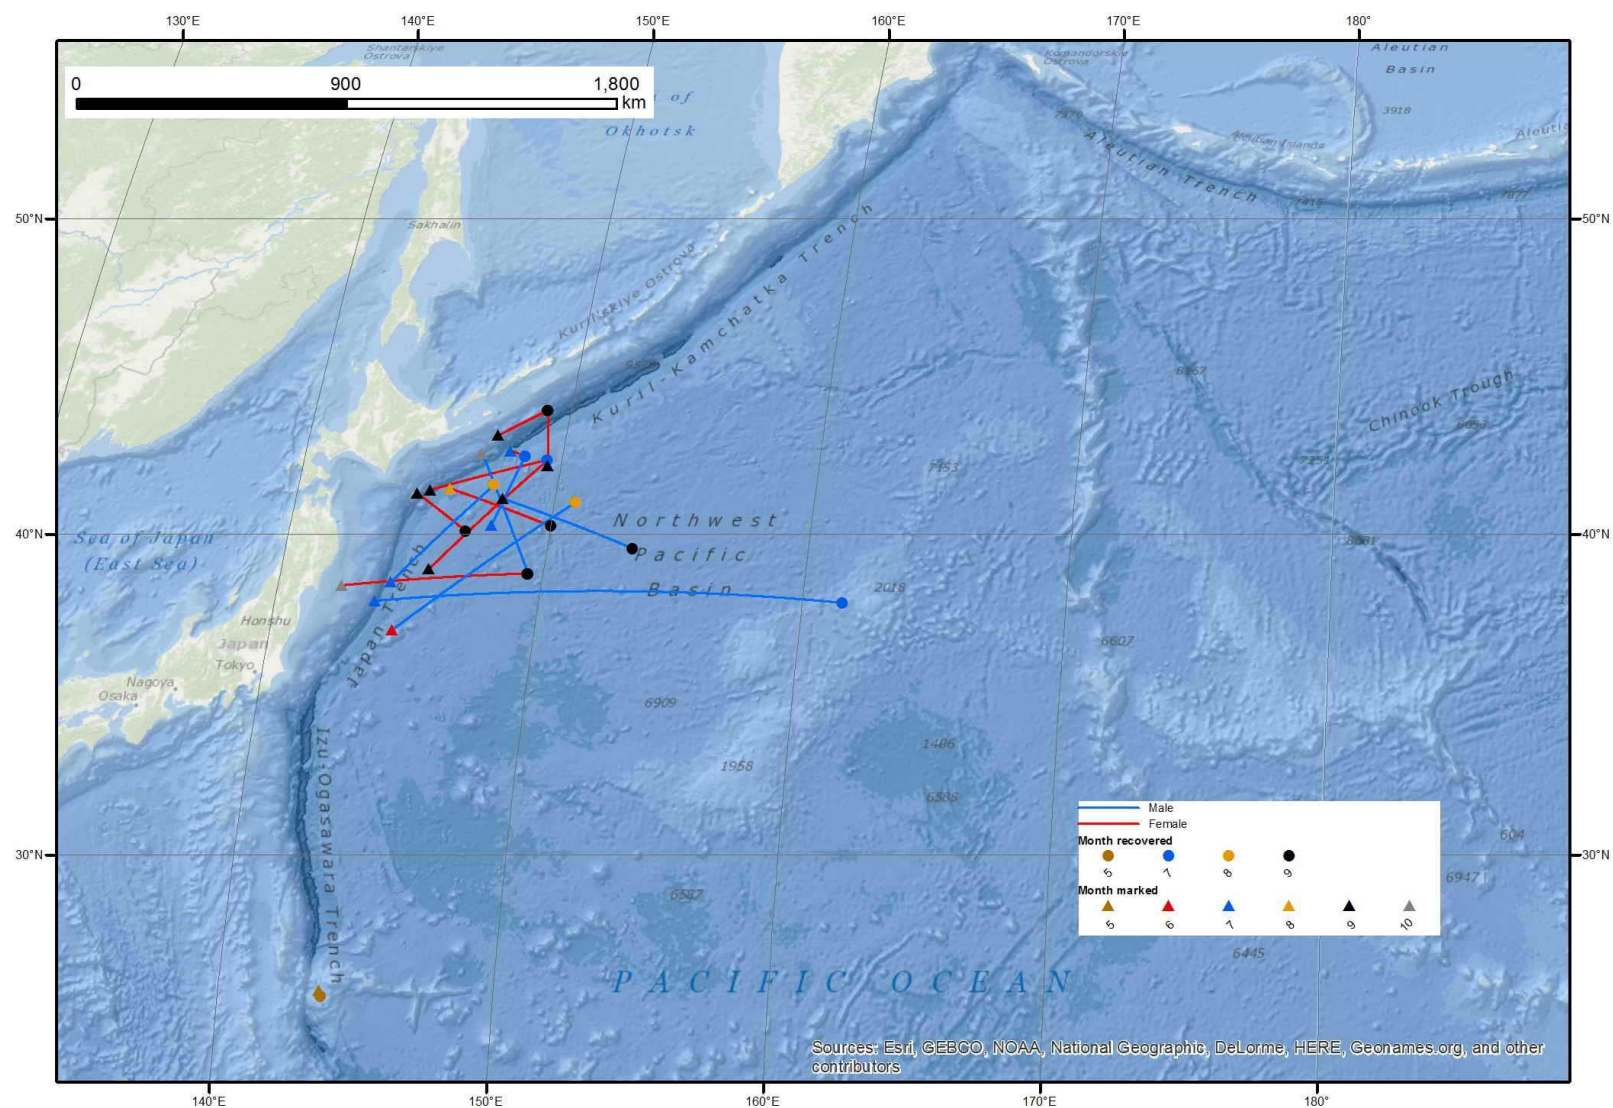 130°E 140°E 150°E 160°E 170°E 180°
Shantarskiye
Ostrova
Komandorskie
Ostrova
Aleutian
Basin
0 900 1,800
km
of
Okhotsk
3918
Aleutian Trench
Aleutian Islands
50°N 50°N
Sakhalin
Kuril'skiye Ostrova
Kuril-Kamchatka Trench
Chinook Trough
7153
Northwest
Pacific
Basin
40°N 40°N
Sea of Japan
(East Sea)
2018
Honshu
Japan
Tokyo
Nagoya
Osaka
Japan Trench
6607
6909
1406
1958
6538
Izu-Ogasawara Trench
Male
Female
Month recovered
5 7 8 9
Month marked
5 6 7 8 9 10
604
30°N 30°N
6587
6947
6445
PACIFIC OCEAN
Sources: Esri, GEBCO, NOAA, National Geographic, DeLorme, HERE, Geonames.org, and other
contributors
140°E 150°E 160°E 170°E 180°